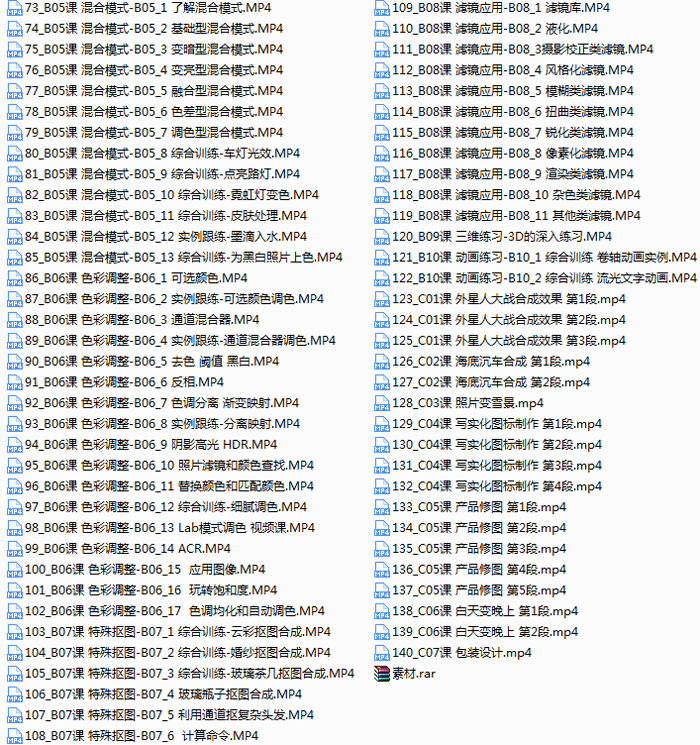 73_B05课 混合模式-B05_1 了解混合模式.MP4
74_B05课 混合模式-B05_2 基础型混合模式.MP4
75_B05课 混合模式-B05_3 变暗型混合模式.MP4
76_B05课 混合模式-B05_4 变亮型混合模式.MP4
77_B05课 混合模式-B05_5 融合型混合模式.MP4
78_B05课 混合模式-B05_6 色差型混合模式.MP4
79_B05课 混合模式-B05_7 调色型混合模式.MP4
80_B05课 混合模式-B05_8 综合训练-车灯光效.MP4
81_B05课 混合模式-B05_9 综合训练-点亮路灯.MP4
82_B05课 混合模式-B05_10 综合训练-霓虹灯变色.MP4
83_B05课 混合模式-B05_11 综合训练-皮肤处理.MP4
84_B05课 混合模式-B05_12 实例跟练-墨滴入水.MP4
85_B05课 混合模式-B05_13 综合训练-为黑白照片上色.MP4
86_B06课 色彩调整-B06_1 可选颜色.MP4
87_B06课 色彩调整-B06_2 实例跟练-可选颜色调色.MP4
88_B06课 色彩调整-B06_3 通道混合器.MP4
89_B06课 色彩调整-B06_4 实例跟练-通道混合器调色.MP4
90_B06课 色彩调整-B06_5 去色 阈值 黑白.MP4
91_B06课 色彩调整-B06_6 反相.MP4
92_B06课 色彩调整-B06_7 色调分离 渐变映射.MP4
93_B06课 色彩调整-B06_8 实例跟练-分离映射.MP4
94_B06课 色彩调整-B06_9 阴影高光 HDR.MP4
95_B06课 色彩调整-B06_10 照片滤镜和颜色查找.MP4
96_B06课 色彩调整-B06_11 替换颜色和匹配颜色.MP4
97_B06课 色彩调整-B06_12 综合训练-细腻调色.MP4
98_B06课 色彩调整-B06_13 Lab模式调色 视频课.MP4
99_B06课 色彩调整-B06_14 ACR.MP4
100_B06课 色彩调整-B06_15 应用图像.MP4
101_B06课 色彩调整-B06_16 玩转饱和度.MP4
102_B06课 色彩调整-B06_17 色调均化和自动调色.MP4
103_B07课 特殊抠图-B07_1 综合训练-云彩抠图合成.MP4
104_B07课 特殊抠图-B07_2 综合训练-婚纱抠图合成.MP4
105_B07课 特殊抠图-B07_3 综合训练-玻璃茶几抠图合成.MP4
106_B07课 特殊抠图-B07_4 玻璃瓶子抠图合成.MP4
107_B07课 特殊抠图-B07_5 利用通道抠复杂头发.MP4
108_B07课 特殊抠图-B07_6 计算命令.MP4
109_B08课 滤镜应用-B08_1 滤镜库.MP4
110_B08课 滤镜应用-B08_2 液化.MP4
111_B08课 滤镜应用-B08_3摄影校正类滤镜.MP4
112_B08课 滤镜应用-B08_4 风格化滤镜.MP4
113_B08课 滤镜应用-B08_5 模糊类滤镜.MP4
114_B08课 滤镜应用-B08_6 扭曲类滤镜.MP4
115_B08课 滤镜应用-B08_7 锐化类滤镜.MP4
116_B08课 滤镜应用-B08_8 像素化滤镜.MP4
117_B08课 滤镜应用-B08_9 渲染类滤镜.MP4
118_B08课 滤镜应用-B08_10 杂色类滤镜.MP4
119_B08课 滤镜应用-B08_11 其他类滤镜.MP4
120_B09课 三维练习-3D的深入练习.MP4
121_B10课 动画练习-B10_1 综合训练 卷轴动画实例.MP4
122_B10课 动画练习-B10_2 综合训练 流光文字动画.MP4
123_C01课 外星人大战合成效果 第1段.mp4
124_C01课 外星人大战合成效果 第2段.mp4
125_C01课 外星人大战合成效果 第3段.mp4
126_C02课 海底沉车合成 第1段.mp4
127_C02课 海底沉车合成 第2段.mp4
128_C03课 照片变雪景.mp4
129_C04课 写实化图标制作 第1段.mp4
130_C04课 写实化图标制作 第2段.mp4
131_C04课 写实化图标制作 第3段.mp4
132_C04课 写实化图标制作 第4段.mp4
133_C05课 产品修图 第1段.mp4
134_C05课 产品修图 第2段.mp4
135_C05课 产品修图 第3段.mp4
136_C05课 产品修图 第4段.mp4
137_C05课 产品修图 第5段.mp4
138_C06课 白天变晚上 第1段.mp4
139_C06课 白天变晚上 第2段.mp4
140_C07课 包装设计.mp4
素材.rar